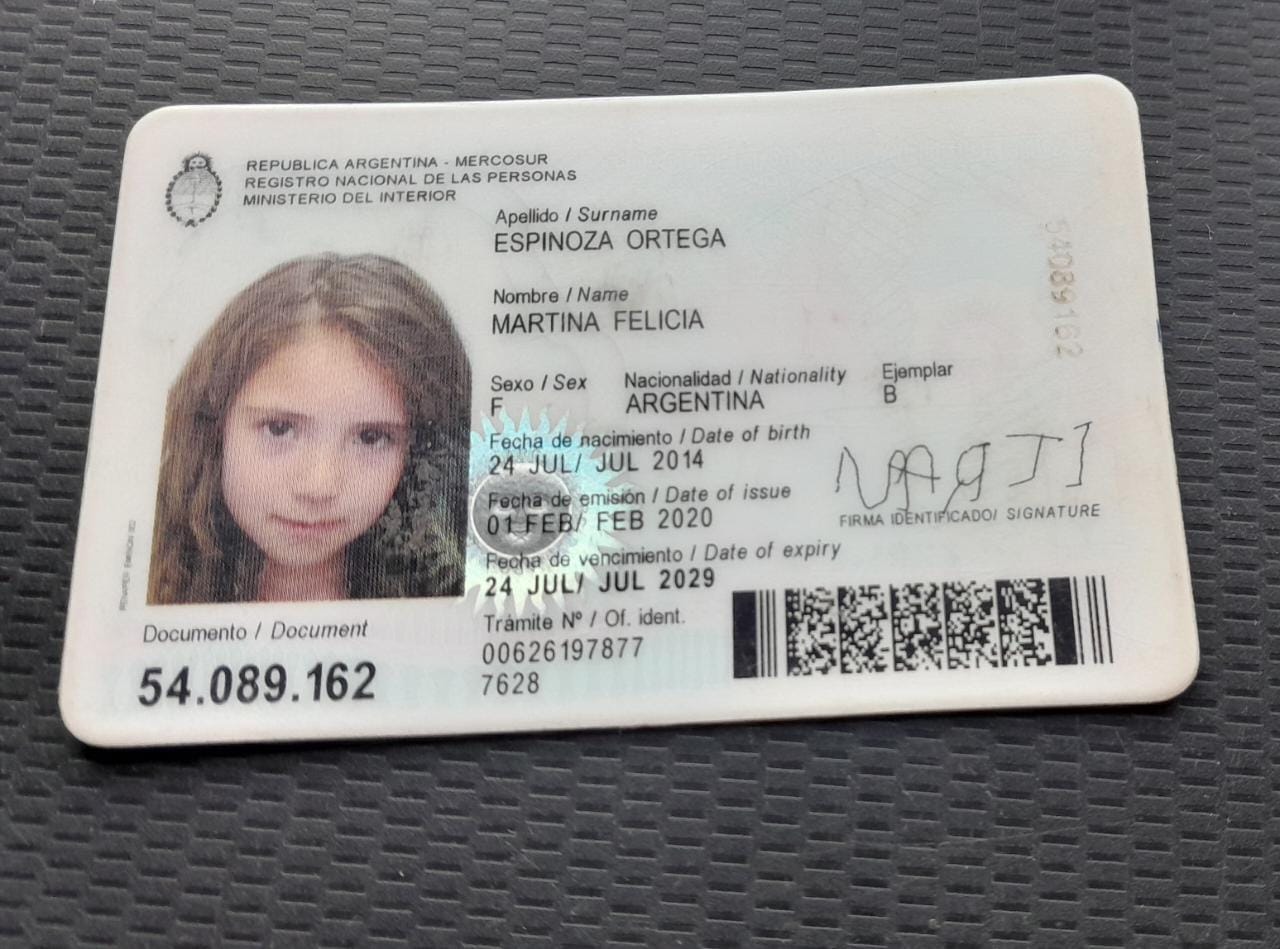 REPUBLICA ARGENTINA - MERCOSUR
REGISTRO NACIONAL DE LAS PERSONAS
MINISTERIO DEL INTERIOR
Apellido / Surname
ESPINOZA ORTEGA
Nombre / Name
MARTINA FELICIA
Sexo / Sex Nacionalidad / Nationality Ejemplar
F ARGENTINA B
Fecha de nacimiento / Date of birth
24 JUL/ JUL 2014
Fecha de emisión / Date of issue
01 FEB/ FEB 2020
FIRMA IDENTIFICADO/ SIGNATURE
Fecha de vencimiento / Date of expiry
24 JUL/ JUL 2029
Trámite Nº / Of. ident.
00626197877
7628
Documento / Document
54.089.162
54089162